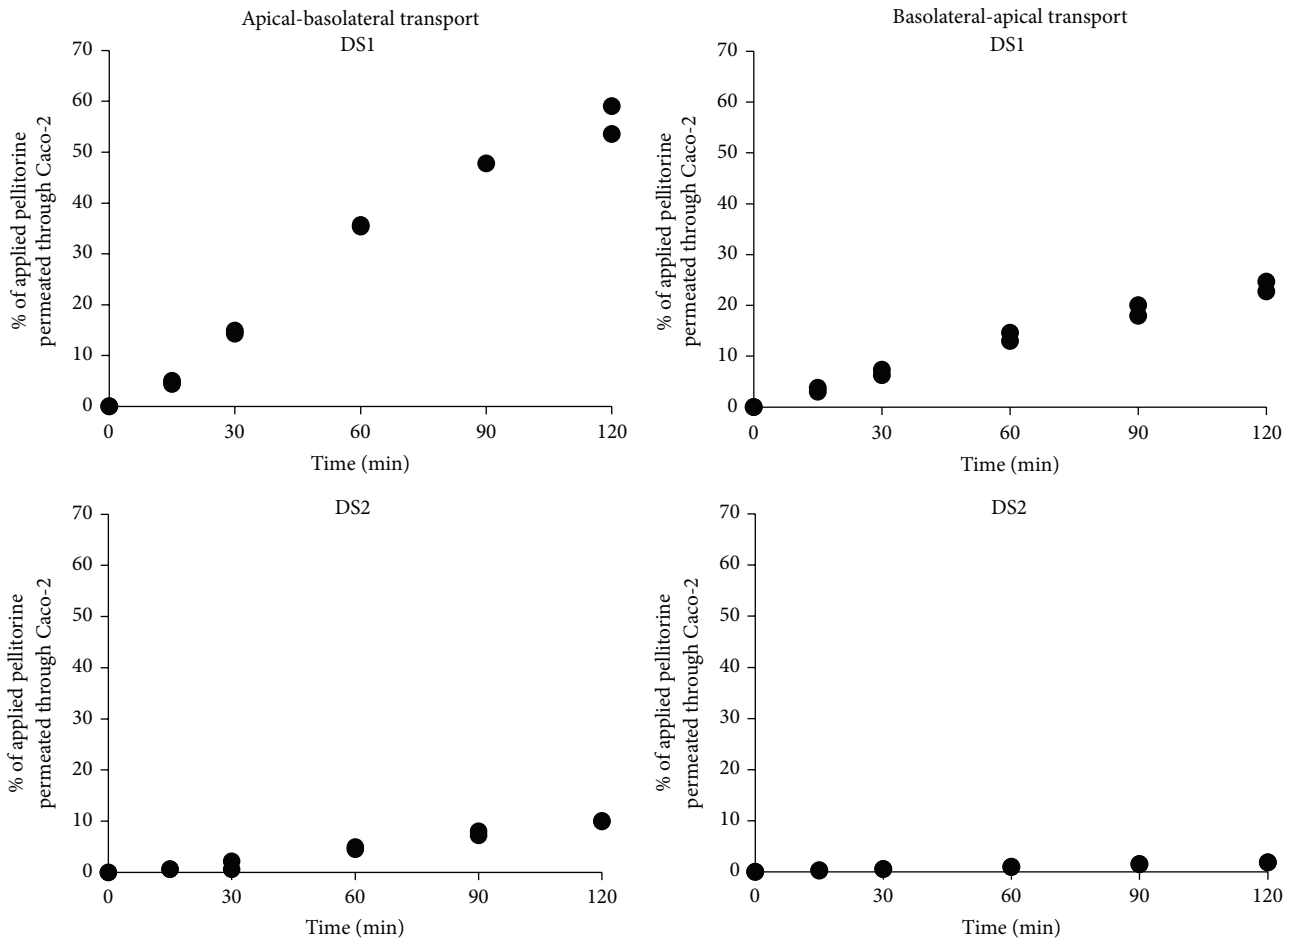 Apical-basolateral transport
DS1
% of applied pellitorine
permeated through Caco-2
70
60
50
40
30
20
10
0
0 30 60 90 120
Time (min)
Basolateral-apical transport
DS1
% of applied pellitorine
permeated through Caco-2
70
60
50
40
30
20
10
0
0 30 60 90 120
Time (min)
DS2
% of applied pellitorine
permeated through Caco-2
70
60
50
40
30
20
10
0
0 30 60 90 120
Time (min)
DS2
% of applied pellitorine
permeated through Caco-2
70
60
50
40
30
20
10
0
0 30 60 90 120
Time (min)